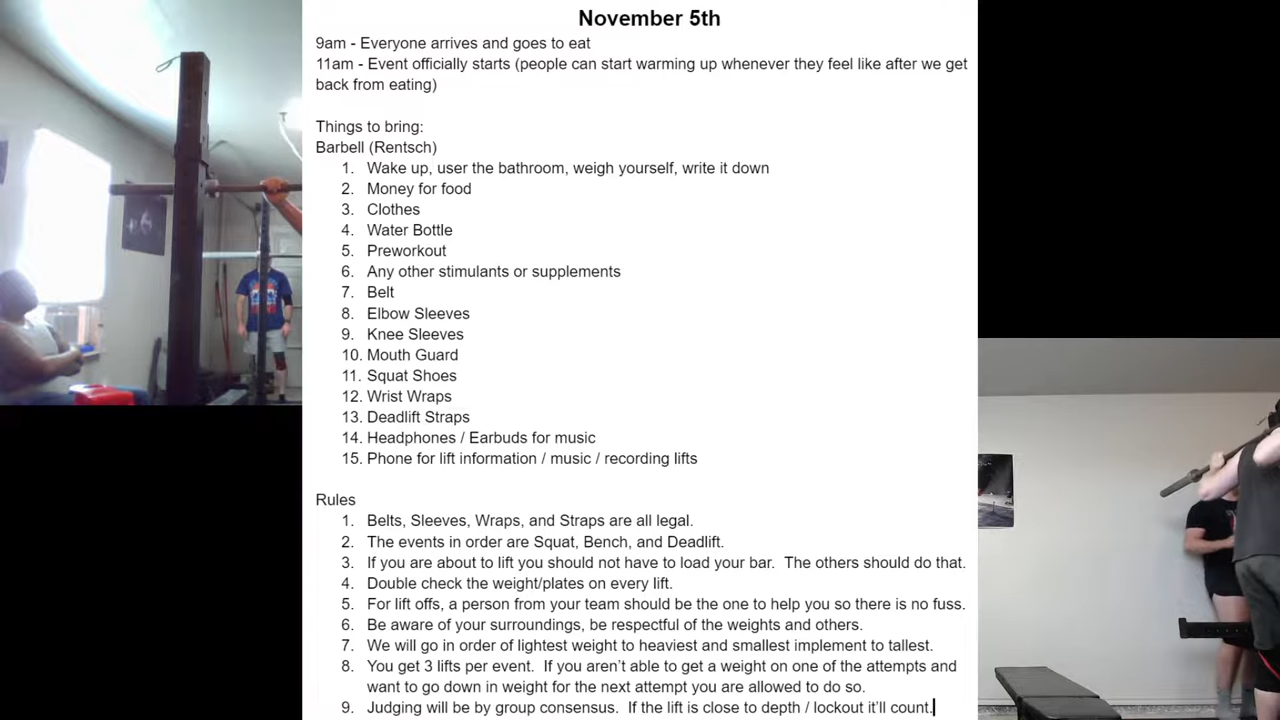 November 5th
9am - Everyone arrives and goes to eat
11am - Event officially starts (people can start warming up whenever they feel like after we get
back from eating)
Things to bring:
Barbell (Rentsch)
1. Wake up, user the bathroom, weigh yourself, write it down
2. Money for food
3. Clothes
4. Water Bottle
5. Preworkout
6. Any other stimulants or supplements
7. Belt
8. Elbow Sleeves
9. Knee Sleeves
10. Mouth Guard
11. Squat Shoes
12. Wrist Wraps
13. Deadlift Straps
14. Headphones / Earbuds for music
15. Phone for lift information / music / recording lifts
Rules
1. Belts, Sleeves, Wraps, and Straps are all legal.
2. The events in order are Squat, Bench, and Deadlift.
3. If you are about to lift you should not have to load your bar.  The others should do that.
4. Double check the weight/plates on every lift.
5. For lift offs, a person from your team should be the one to help you so there is no fuss.
6. Be aware of your surroundings, be respectful of the weights and others.
7. We will go in order of lightest weight to heaviest and smallest implement to tallest.
8. You get 3 lifts per event.  If you aren't able to get a weight on one of the attempts and
want to go down in weight for the next attempt you are allowed to do so.
9. Judging will be by group consensus.  If the lift is close to depth / lockout it'll count.